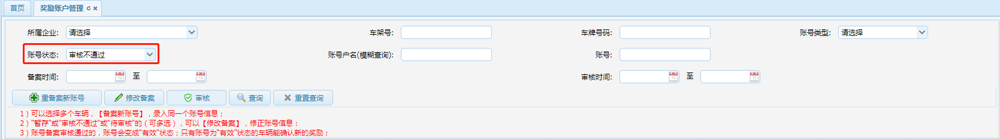 首页 奖励账户管理
所属企业: 请选择 车架号: 车牌号码: 账号类型: 请选择
账号状态: 审核不通过 账号户名(模糊查询): 账号:
备案时间: 至 审核时间: 至
重备案新账号 修改备案 审核 查询 重置查询
1）可以选择多个车辆，【备案新账号】，录入同一个账号信息；
2）"暂存"或"审核不通过"或"待审核"的（可多选），可以【修改备案】，修正账号信息；
3）账号备案审核通过的，账号会变成"有效"状态；只有账号为"有效"状态的车辆能确认新的奖励；